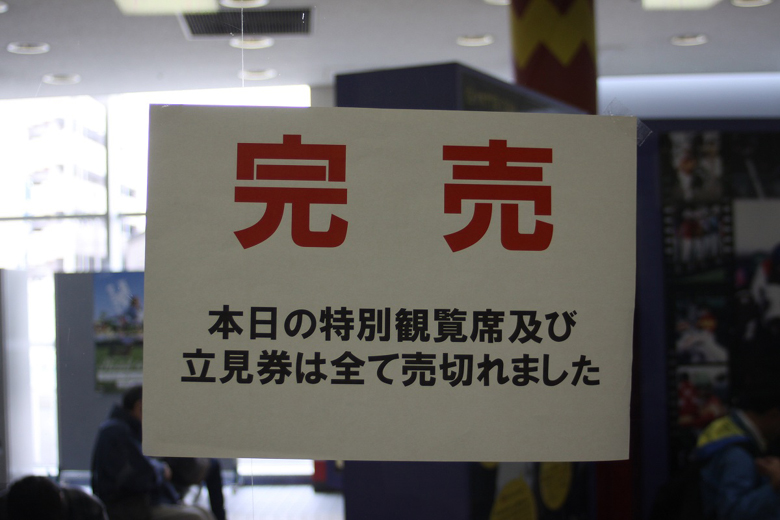 完売
本日の特別観覧席及び
立見券は全て売切れました